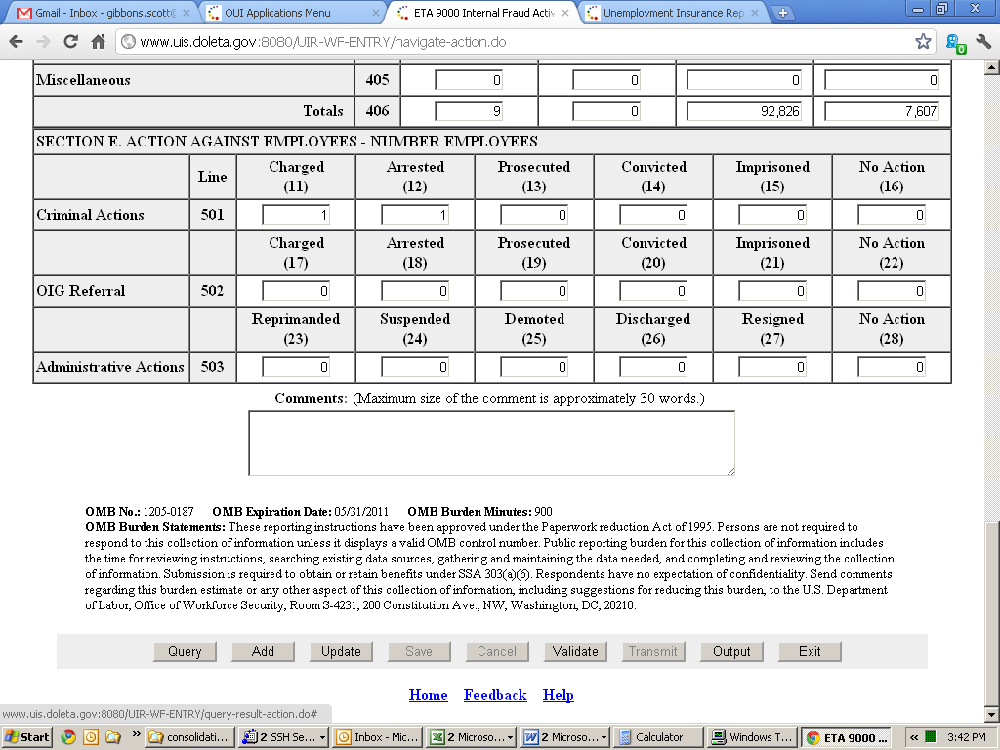 Gmail - Inbox - gibbons.scott@
OUI Applications Menu
ETA 9000 Internal Fraud Activ
Unemployment Insurance Rep
www.uis.doleta.gov:8080/UIR-WF-ENTRY/navigate-action.do
0
Miscellaneous 405 0 0 0 0
Totals 406 9 0 92,826 7,607
SECTION E. ACTION AGAINST EMPLOYEES - NUMBER EMPLOYEES
Line Charged (11) Arrested (12) Prosecuted (13) Convicted (14) Imprisoned (15) No Action (16)
Criminal Actions 501 1 1 0 0 0 0
Charged (17) Arrested (18) Prosecuted (19) Convicted (20) Imprisoned (21) No Action (22)
OIG Referral 502 0 0 0 0 0 0
Reprimanded (23) Suspended (24) Demoted (25) Discharged (26) Resigned (27) No Action (28)
Administrative Actions 503 0 0 0 0 0 0
Comments: (Maximum size of the comment is approximately 30 words.)
OMB No.: 1205-0187 OMB Expiration Date: 05/31/2011 OMB Burden Minutes: 900
OMB Burden Statements: These reporting instructions have been approved under the Paperwork reduction Act of 1995. Persons are not required to
respond to this collection of information unless it displays a valid OMB control number. Public reporting burden for this collection of information includes
the time for reviewing instructions, searching existing data sources, gathering and maintaining the data needed, and completing and reviewing the collection
of information. Submission is required to obtain or retain benefits under SSA 303(a)(6). Respondents have no expectation of confidentiality. Send comments
regarding this burden estimate or any other aspect of this collection of information, including suggestions for reducing this burden, to the U.S. Department
of Labor, Office of Workforce Security, Room S-4231, 200 Constitution Ave., NW, Washington, DC, 20210.
Query Add Update Save Cancel Validate Transmit Output Exit
Home Feedback Help
www.uis.doleta.gov:8080/UIR-WF-ENTRY/query-result-action.do#
Start » consolidati... 2 SSH Se... Inbox - Mic... 2 Microso... 2 Microso... Calculator Windows T... ETA 9000 ... « 3:42 PM